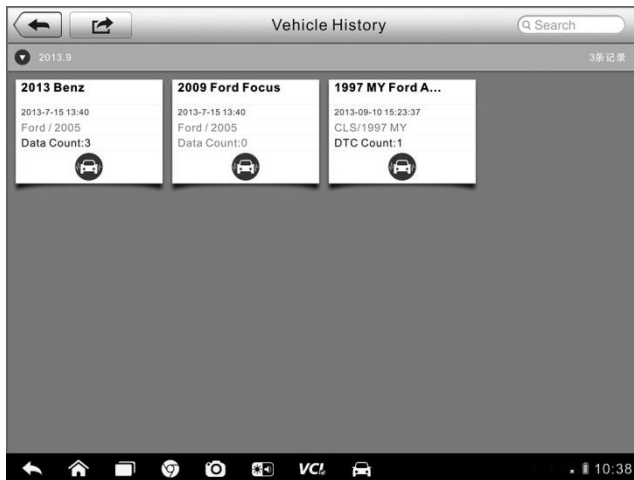 Vehicle History
Search
2013.9
3条记录
2013 Benz
2013-7-15 13:40
Ford / 2005
Data Count:3
2009 Ford Focus
2013-7-15 13:40
Ford / 2005
Data Count:0
1997 MY Ford A...
2013-09-10 15:23:37
CLS/1997 MY
DTC Count:1
VCI
10:38